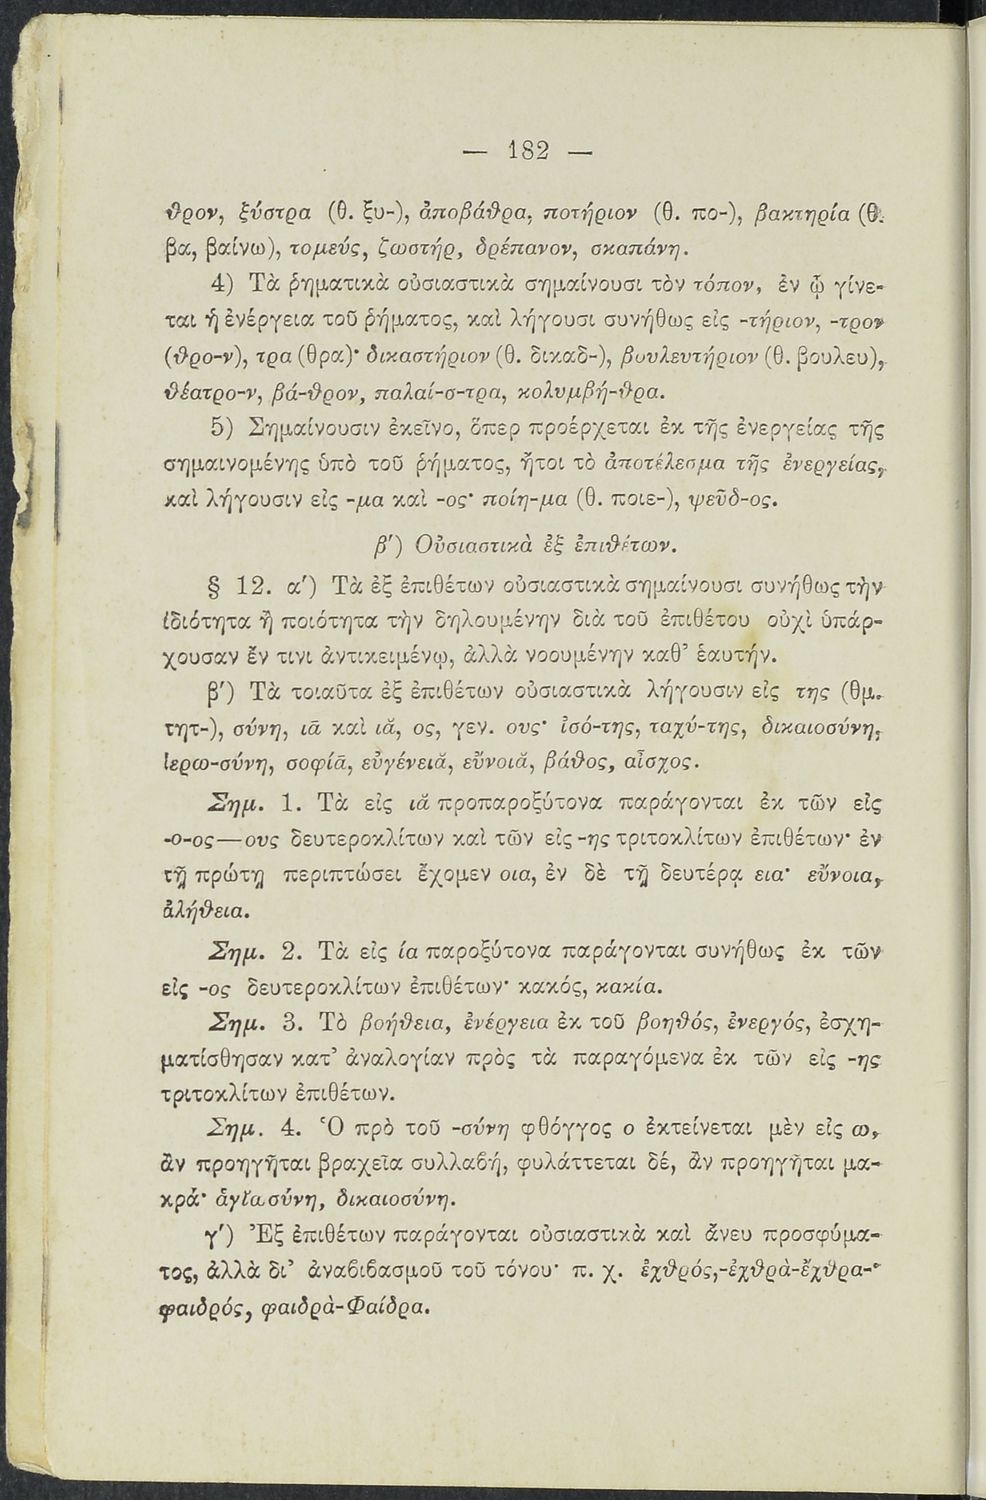 — 182 —
θρον, ξύστρα (θ. ξυ-), ἀποβάθρα, ποτήριον (θ. πο-), βακτηρία (θ.
βα, βαίνω), τομεύς, ζωστήρ, δρέπανον, σκαπάνη.
4) Τὰ ῥηματικὰ οὐσιαστικὰ σημαίνουσι τὸν τόπον, ἐν ᾧ γίνε-
ται ἡ ἐνέργεια τοῦ ῥήματος, καὶ λήγουσι συνήθως εἰς -τήριον, -τρον
(θρο-ν), τρα (θρα)· δικαστήριον (θ. δικαδ-), βουλευτήριον (θ. βουλευ),
θέατρο-ν, βά-θρον, παλαί-σ-τρα, κολυμβή-θρα.
5) Σημαίνουσιν ἐκεῖνο, ὅπερ προέρχεται ἐκ τῆς ἐνεργείας τῆς
σημαινομένης ὑπὸ τοῦ ῥήματος, ἤτοι τὸ ἀποτέλεσμα τῆς ἐνεργείας,
καὶ λήγουσιν εἰς -μα καὶ -ος· ποίη-μα (θ. ποιε-), ψεῦδ-ος.
β′) Οὐσιαστικὰ ἐξ ἐπιθέτων.
§ 12. α′) Τὰ ἐξ ἐπιθέτων οὐσιαστικὰ σημαίνουσι συνήθως τὴν
ἰδιότητα ἢ ποιότητα τὴν δηλουμένην διὰ τοῦ ἐπιθέτου οὐχὶ ὑπάρ-
χουσαν ἔν τινι ἀντικειμένῳ, ἀλλὰ νοουμένην καθ’ ἑαυτήν.
β′) Τὰ τοιαῦτα ἐξ ἐπιθέτων οὐσιαστικὰ λήγουσιν εἰς της (θμ.
τητ-), σύνη, ιᾱ καὶ ιᾰ, ος, γεν. ους· ἰσό-της, ταχύ-της, δικαιοσύνη,
ἱερω-σύνη, σοφίᾱ, εὐγένειᾰ, εὔνοιᾰ, βάθος, αἶσχος.
Σημ. 1. Τὰ εἰς ιᾰ προπαροξύτονα παράγονται ἐκ τῶν εἰς
-ο-ος—ους δευτεροκλίτων καὶ τῶν εἰς -ης τριτοκλίτων ἐπιθέτων· ἐν
τῇ πρώτῃ περιπτώσει ἔχομεν οια, ἐν δὲ τῇ δευτέρᾳ εια· εὔνοια,
ἀλήθεια.
Σημ. 2. Τὰ εἰς ία παροξύτονα παράγονται συνήθως ἐκ τῶν
εἰς -ος δευτεροκλίτων ἐπιθέτων· κακός, κακία.
Σημ. 3. Τὸ βοήθεια, ἐνέργεια ἐκ τοῦ βοηθός, ἐνεργός, ἐσχη-
ματίσθησαν κατ’ ἀναλογίαν πρὸς τὰ παραγόμενα ἐκ τῶν εἰς -ης
τριτοκλίτων ἐπιθέτων.
Σημ. 4. Ὁ πρὸ τοῦ -σύνη φθόγγος ο ἐκτείνεται μὲν εἰς ω,
ἂν προηγῆται βραχεῖα συλλαβή, φυλάττεται δέ, ἂν προηγῆται μα-
κρά· ἁγιωσύνη, δικαιοσύνη.
γ′) Ἐξ ἐπιθέτων παράγονται οὐσιαστικὰ καὶ ἄνευ προσφύμα-
τος, ἀλλὰ δι’ ἀναβιβασμοῦ τοῦ τόνου· π. χ. ἐχθρός,-ἐχθρὰ-ἔχθρα-·
φαιδρός, φαιδρὰ-Φαίδρα.